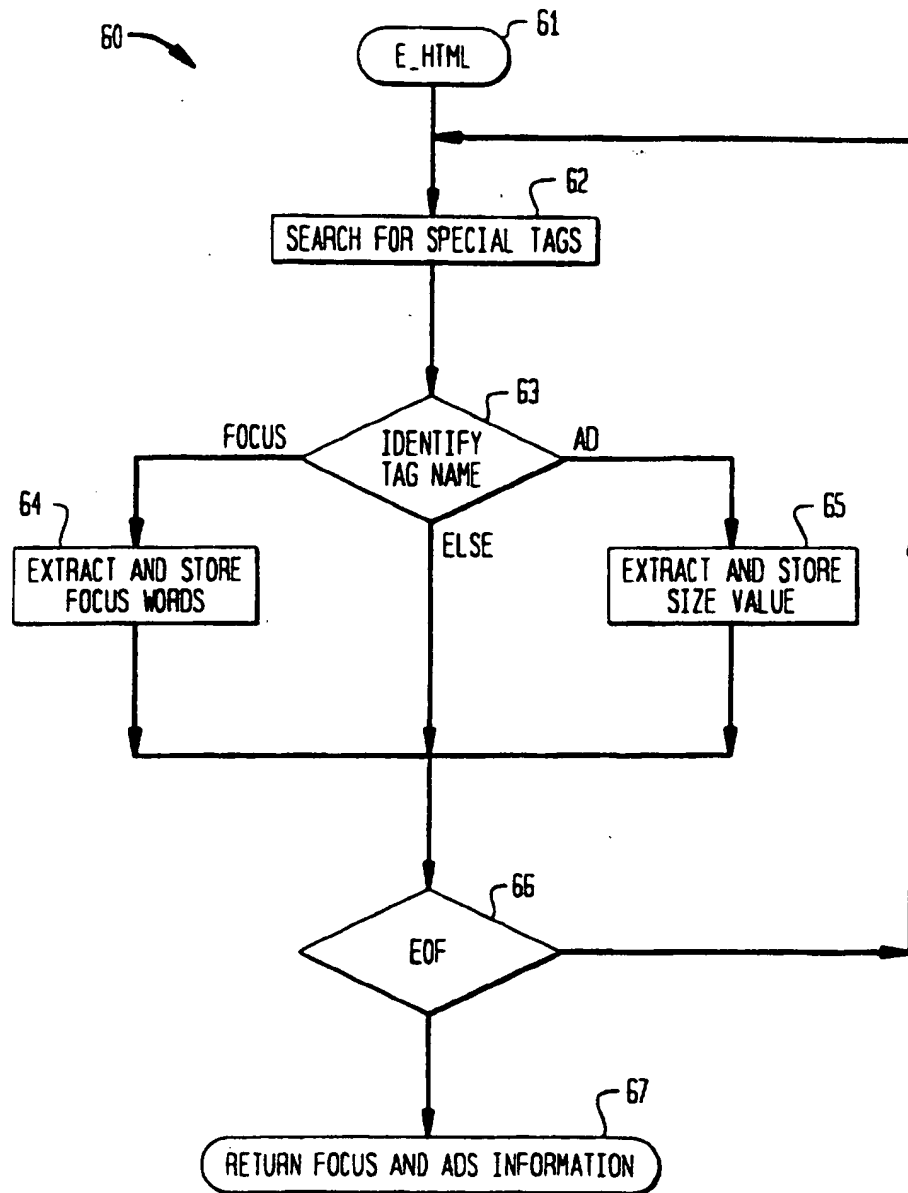 60
61
E_HTML
62
SEARCH FOR SPECIAL TAGS
63
FOCUS
IDENTIFY
TAG NAME
AD
ELSE
64
EXTRACT AND STORE
FOCUS WORDS
65
EXTRACT AND STORE
SIZE VALUE
66
EOF
67
RETURN FOCUS AND ADS INFORMATION